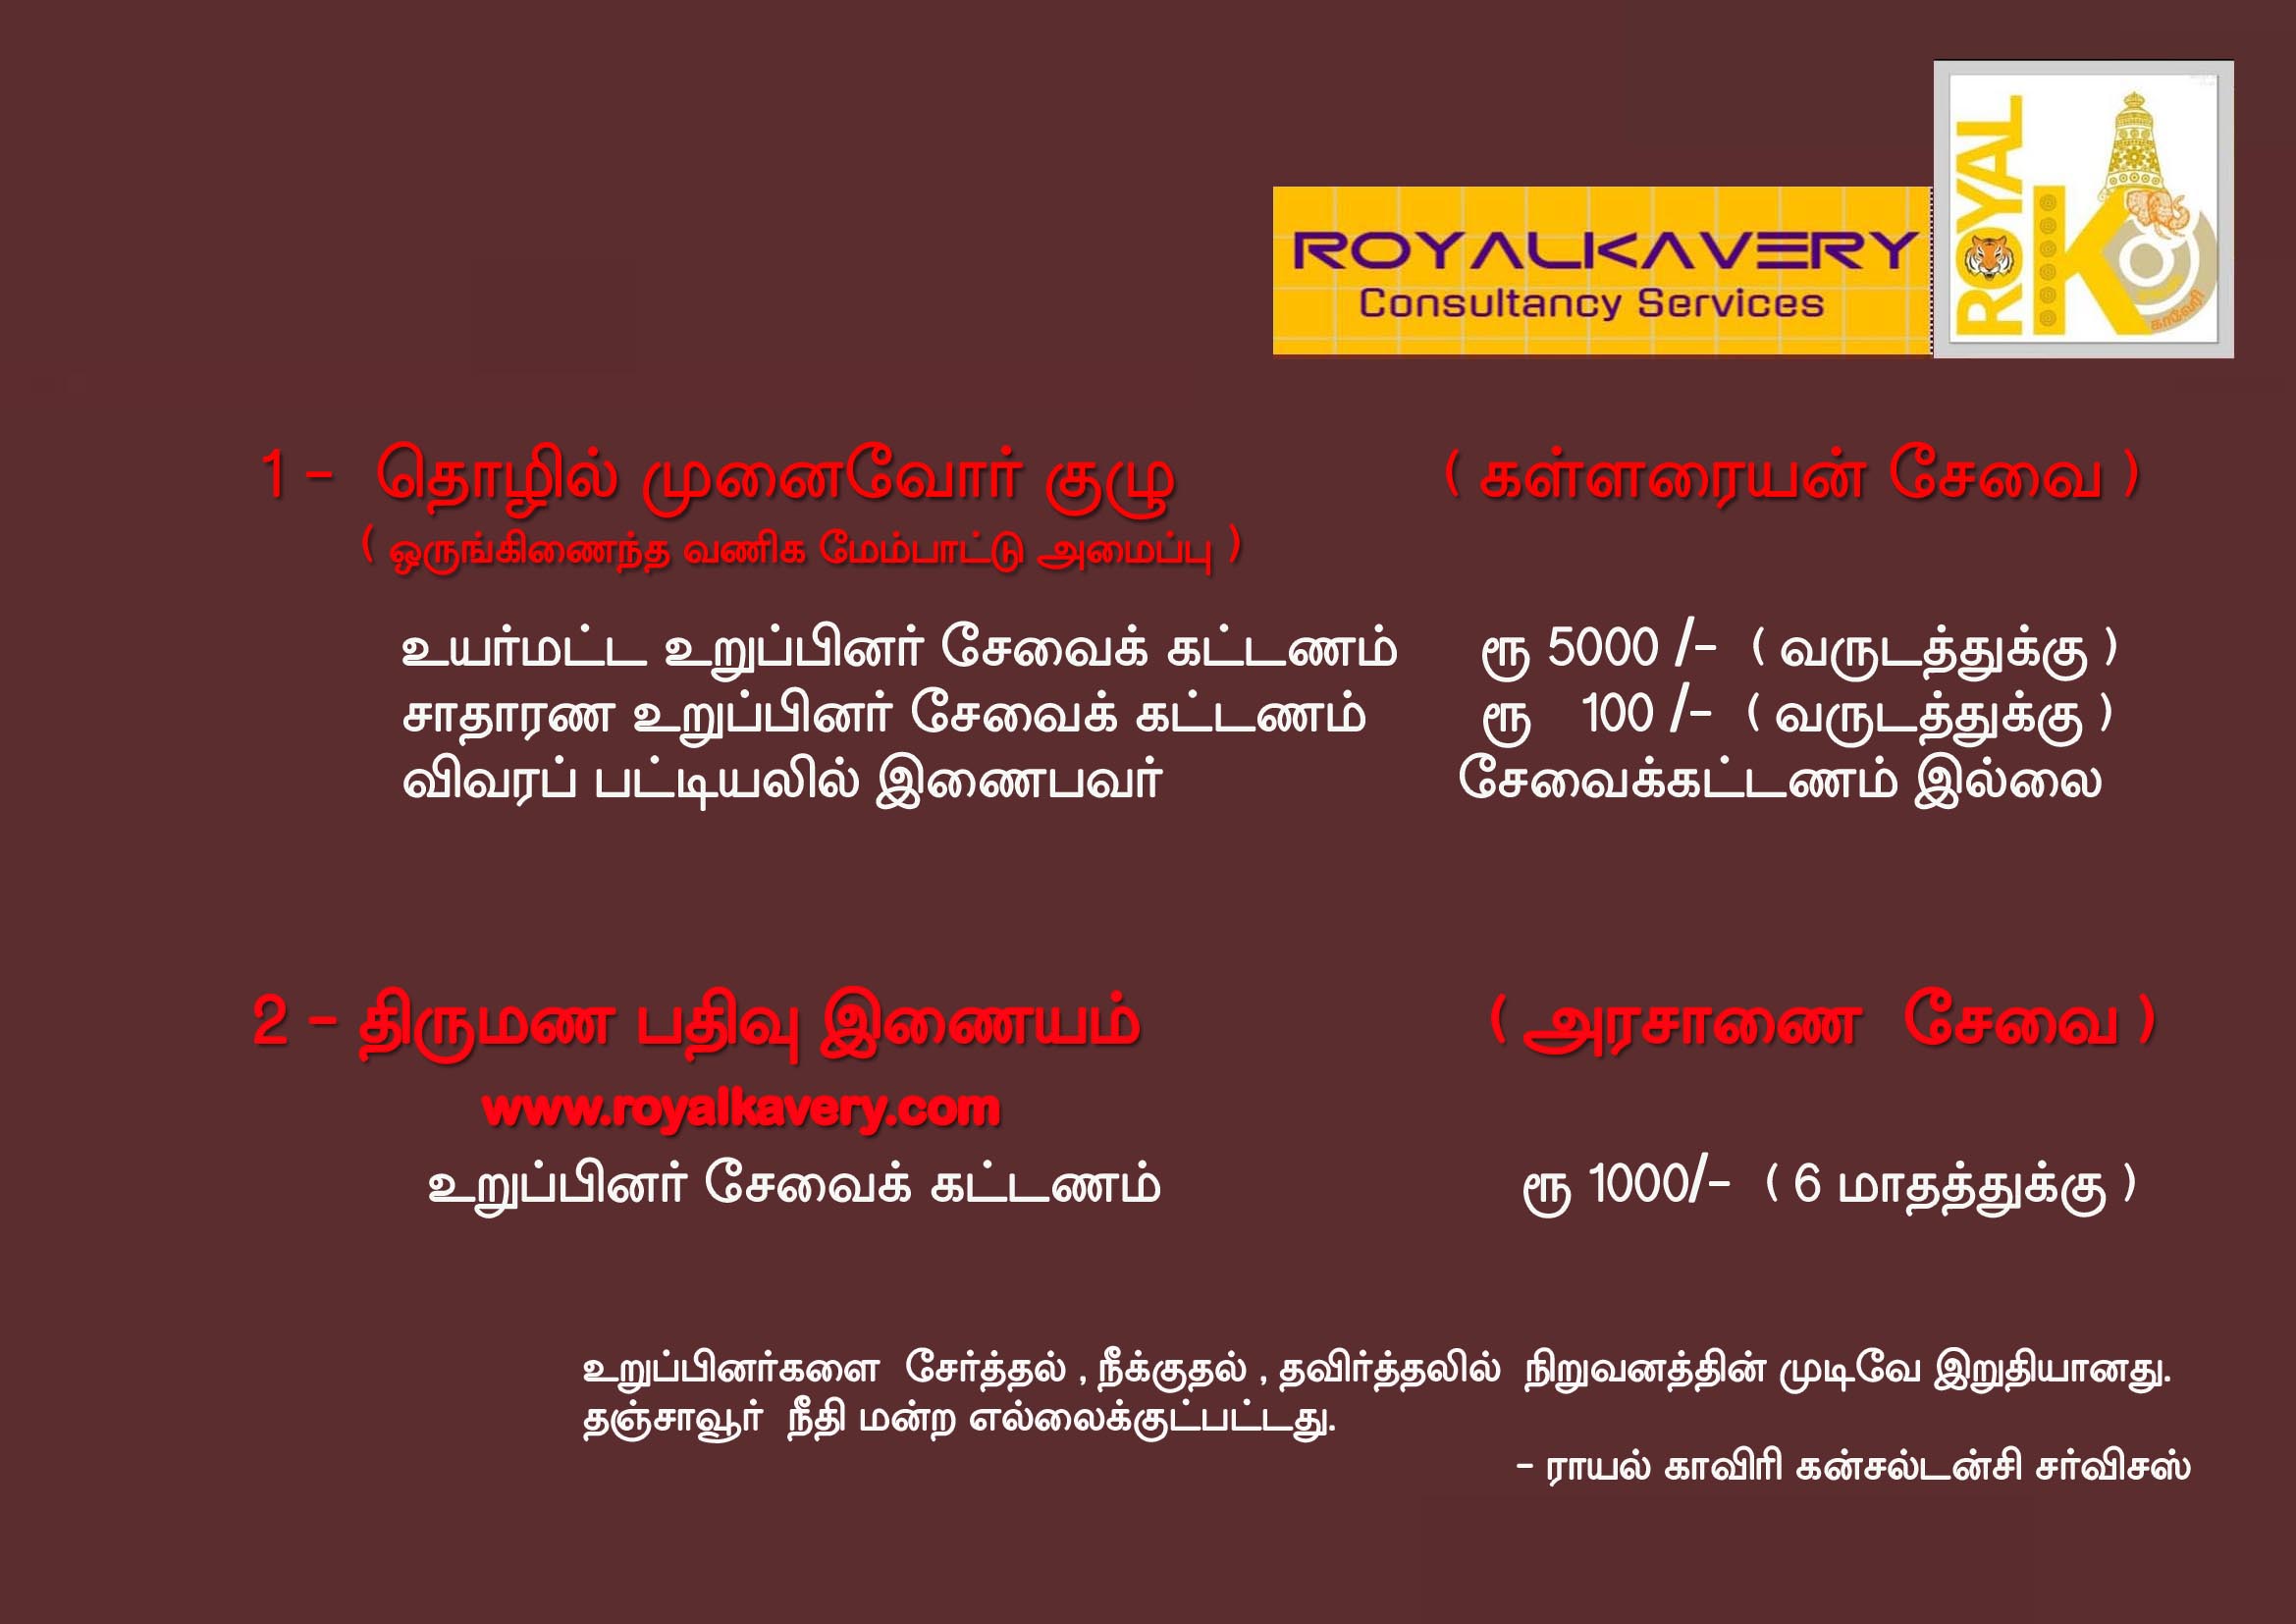 ROYAL
K
காவேரி
ROYALKAVERY
Consultancy Services
1 - தொழில் முனைவோர் குழு ( கள்ளரையன் சேவை )
( ஒருங்கிணைந்த வணிக மேம்பாட்டு அமைப்பு )
உயர்மட்ட உறுப்பினர் சேவைக் கட்டணம் ரூ 5000 /- ( வருடத்துக்கு )
சாதாரண உறுப்பினர் சேவைக் கட்டணம் ரூ 100 /- ( வருடத்துக்கு )
விவரப் பட்டியலில் இணைபவர் சேவைக்கட்டணம் இல்லை
2 - திருமண பதிவு இணையம் ( அரசாணை சேவை )
www.royalkavery.com
உறுப்பினர் சேவைக் கட்டணம் ரூ 1000/- ( 6 மாதத்துக்கு )
உறுப்பினர்களை சேர்த்தல் , நீக்குதல் , தவிர்த்தலில் நிறுவனத்தின் முடிவே இறுதியானது.
தஞ்சாவூர் நீதி மன்ற எல்லைக்குட்பட்டது.
- ராயல் காவிரி கன்சல்டன்சி சர்விசஸ்